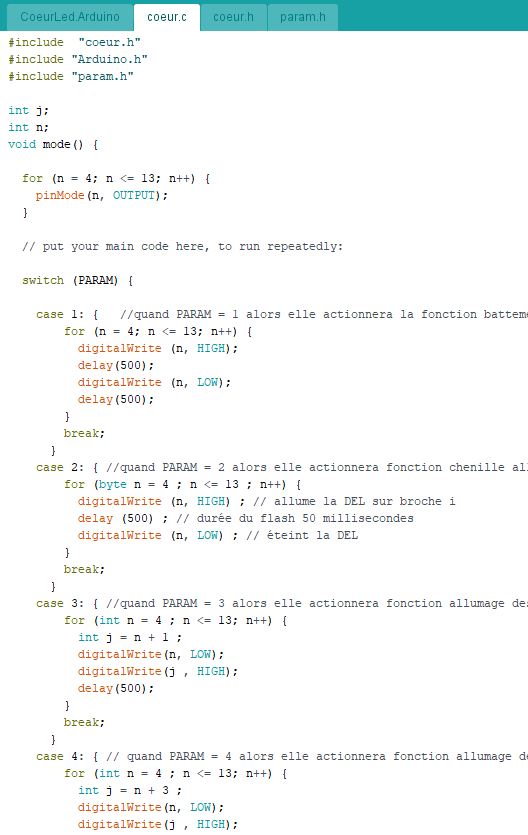 CoeurLed.Arduino coeur.c coeur.h param.h
#include "coeur.h"
#include "Arduino.h"
#include "param.h"
int j;
int n;
void mode() {
for (n = 4; n <= 13; n++) {
pinMode(n, OUTPUT);
}
// put your main code here, to run repeatedly:
switch (PARAM) {
case 1: { //quand PARAM = 1 alors elle actionnera la fonction
for (n = 4; n <= 13; n++) {
digitalWrite (n, HIGH);
delay(500);
digitalWrite (n, LOW);
delay(500);
}
break;
}
case 2: { //quand PARAM = 2 alors elle actionnera fonction chenille
for (byte n = 4 ; n <= 13 ; n++) {
digitalWrite (n, HIGH) ; // allume la DEL sur broche i
delay (500) ; // durée du flash 50 millisecondes
digitalWrite (n, LOW) ; // éteint la DEL
}
break;
}
case 3: { //quand PARAM = 3 alors elle actionnera fonction allumage
for (int n = 4 ; n <= 13; n++) {
int j = n + 1 ;
digitalWrite(n, LOW);
digitalWrite(j , HIGH);
delay(500);
}
break;
}
case 4: { // quand PARAM = 4 alors elle actionnera fonction allumage
for (int n = 4 ; n <= 13; n++) {
int j = n + 3 ;
digitalWrite(n, LOW);
digitalWrite(j , HIGH);